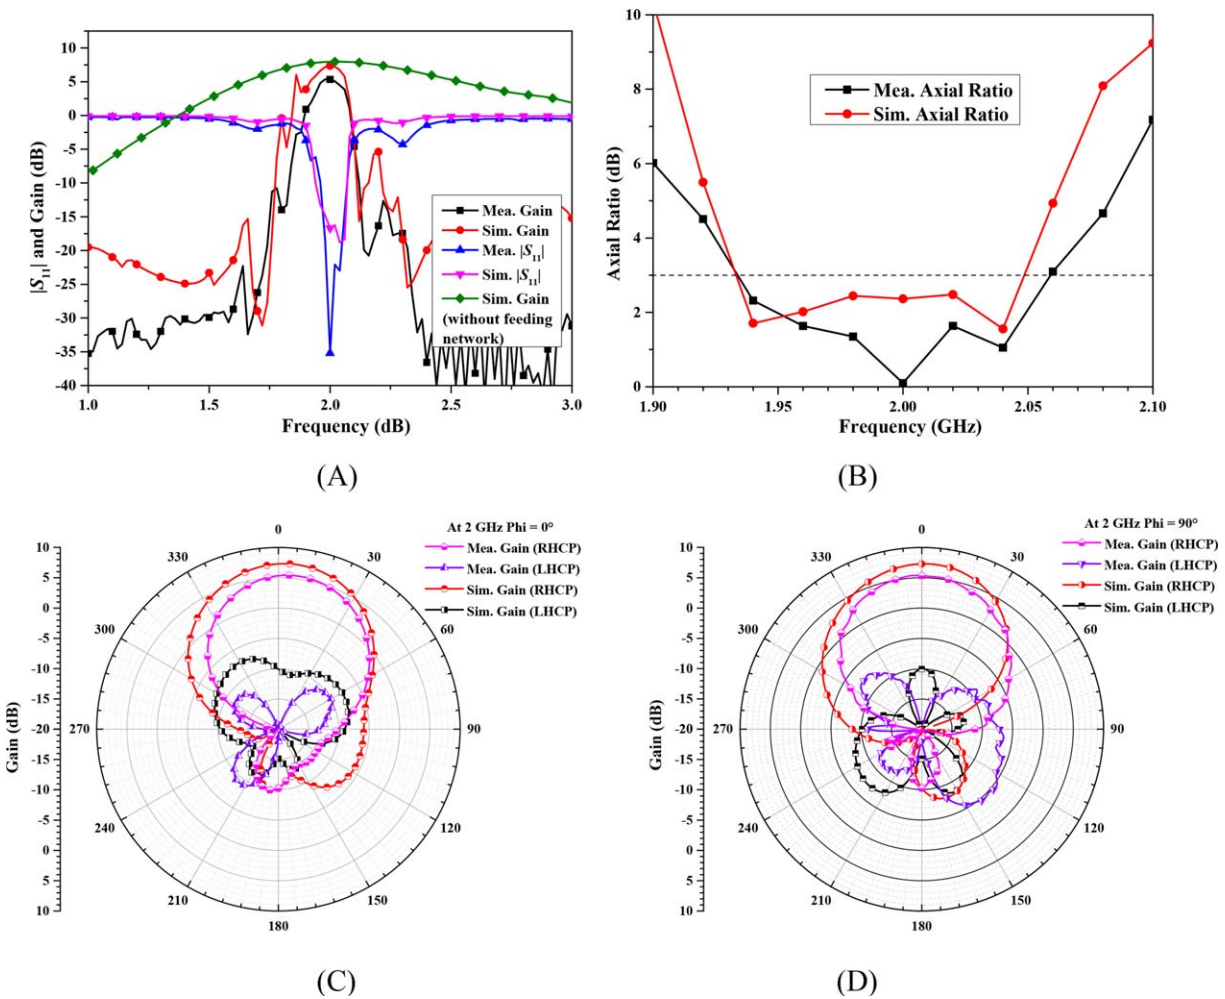 10
5
0
-5
-10
-15
-20
-25
-30
-35
-40
|S11| and Gain (dB)
1.0 1.5 2.0 2.5 3.0
Frequency (dB)
Mea. Gain
Sim. Gain
Mea. |S11|
Sim. |S11|
Sim. Gain
(without feeding
network)
(A)
10
8
6
4
2
0
Axial Ratio (dB)
1.90 1.95 2.00 2.05 2.10
Frequency (GHz)
Mea. Axial Ratio
Sim. Axial Ratio
(B)
At 2 GHz Phi = 0°
Mea. Gain (RHCP)
Mea. Gain (LHCP)
Sim. Gain (RHCP)
Sim. Gain (LHCP)
10
5
0
-5
-10
-15
-20
-15
-10
-5
0
5
10
Gain (dB)
0
30
60
90
120
150
180
210
240
270
300
330
(C)
At 2 GHz Phi = 90°
Mea. Gain (RHCP)
Mea. Gain (LHCP)
Sim. Gain (RHCP)
Sim. Gain (LHCP)
10
5
0
-5
-10
-15
-20
-15
-10
-5
0
5
10
Gain (dB)
0
30
60
90
120
150
180
210
240
270
300
330
(D)